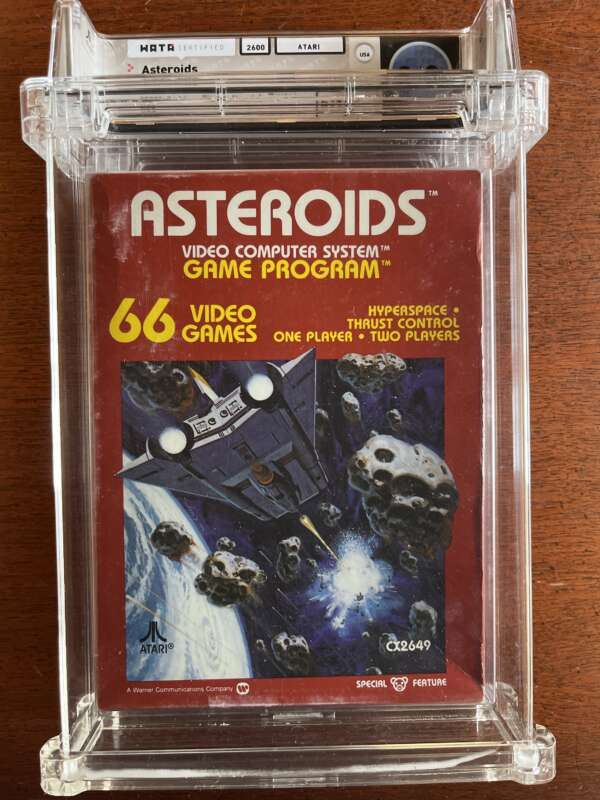 WATA CERTIFIED 2600 ATARI USA
Asteroids
ASTEROIDS™
VIDEO COMPUTER SYSTEM™
GAME PROGRAM™
66 VIDEO GAMES
HYPERSPACE •
THRUST CONTROL
ONE PLAYER • TWO PLAYERS
ATARI®
CX2649
A Warner Communications Company
SPECIAL FEATURE